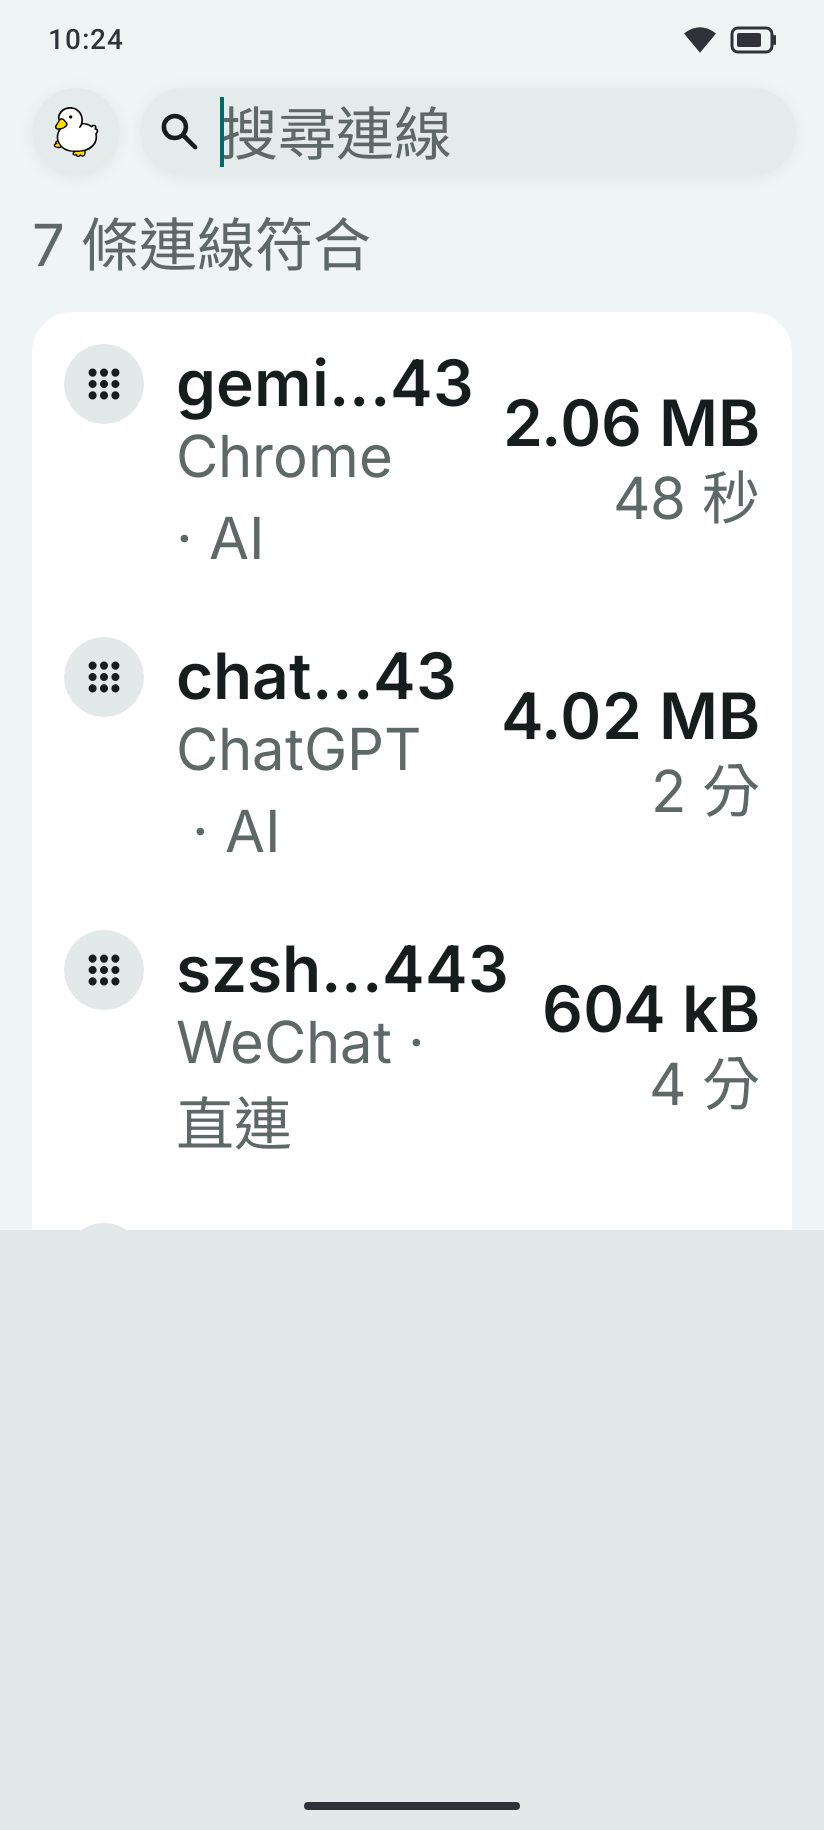 10:24
搜尋連線
7 條連線符合
gemi...43
2.06 MB
Chrome
48 秒
· AI
chat...43
4.02 MB
ChatGPT
2 分
· AI
szsh...443
604 kB
WeChat ·
4 分
直連